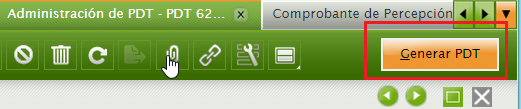 Administración de PDT - PDT 62...
Comprobante de Percepción
Generar PDT